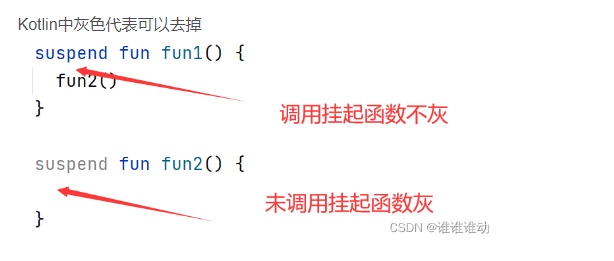 Kotlin中灰色代表可以去掉
suspend fun fun1() {
fun2()
}
调用挂起函数不灰
suspend fun fun2() {
未调用挂起函数灰
}
CSDN @谁谁谁动